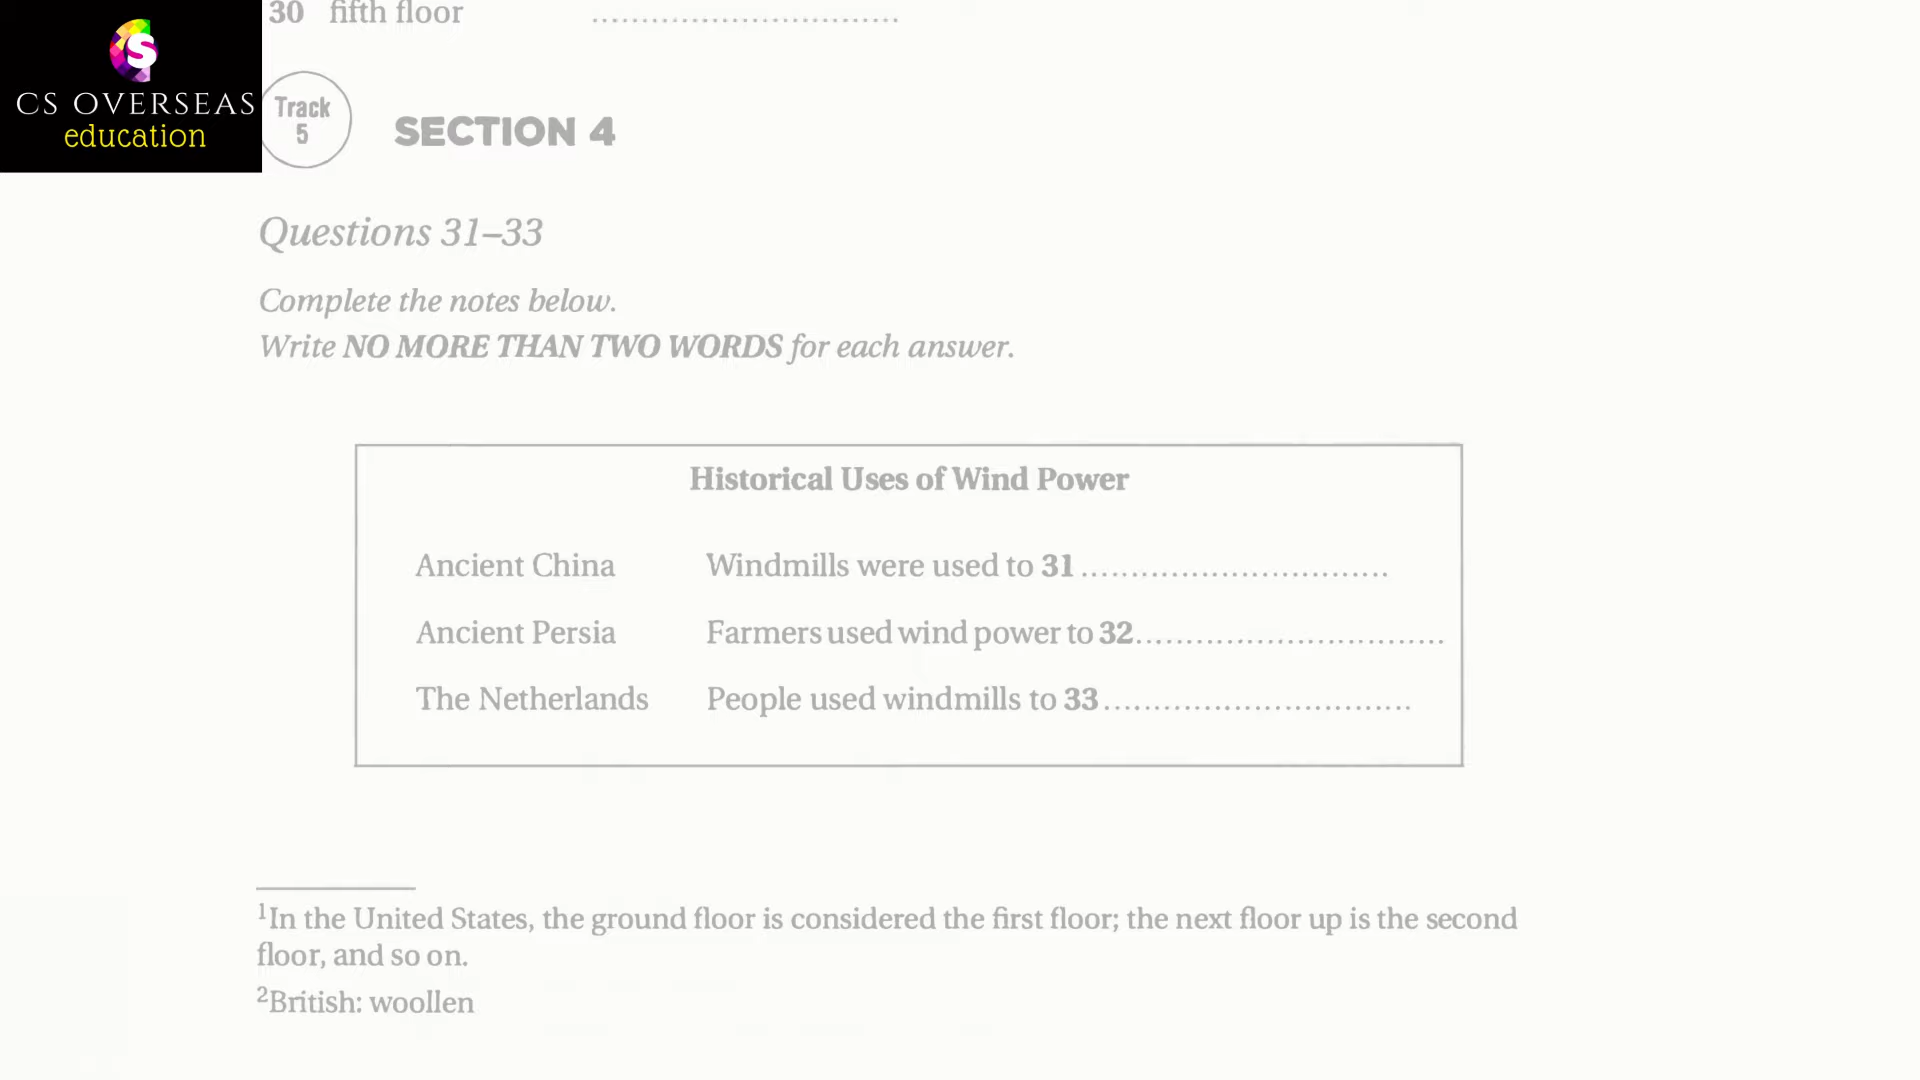 30 fifth floor ...............................
CS OVERSEAS
education
Track
5
SECTION 4
Questions 31–33
Complete the notes below.
Write NO MORE THAN TWO WORDS for each answer.
Historical Uses of Wind Power
Ancient China Windmills were used to 31 ...............................
Ancient Persia Farmers used wind power to 32 ...............................
The Netherlands People used windmills to 33 ...............................
1In the United States, the ground floor is considered the first floor; the next floor up is the second
floor, and so on.
2British: woollen